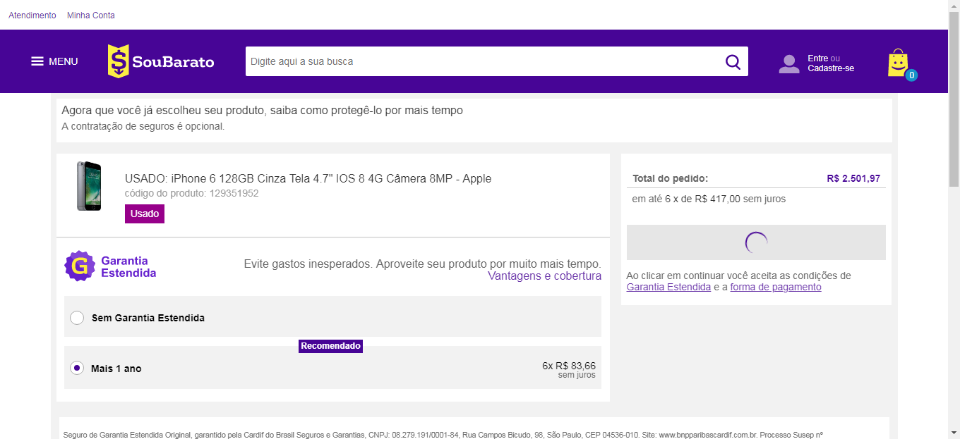 Atendimento Minha Conta
MENU
SouBarato
Digite aqui a sua busca
Entre ou
Cadastre-se
0
Agora que você já escolheu seu produto, saiba como protegê-lo por mais tempo
A contratação de seguros é opcional.
USADO: iPhone 6 128GB Cinza Tela 4.7" IOS 8 4G Câmera 8MP - Apple
código do produto: 129351952
Usado
Total do pedido: R$ 2.501,97
em até 6 x de R$ 417,00 sem juros
Ao clicar em continuar você aceita as condições de
Garantia Estendida e a forma de pagamento
G
Garantia
Estendida
Evite gastos inesperados. Aproveite seu produto por muito mais tempo.
Vantagens e cobertura
Sem Garantia Estendida
Recomendado
Mais 1 ano
6x R$ 83,66
sem juros
Seguro de Garantia Estendida Original, garantido pela Cardif do Brasil Seguros e Garantias, CNPJ: 08.279.191/0001-84, Rua Campos Bicudo, 98, São Paulo, CEP 04536-010. Site: www.bnpparibascardif.com.br. Processo Susep nº